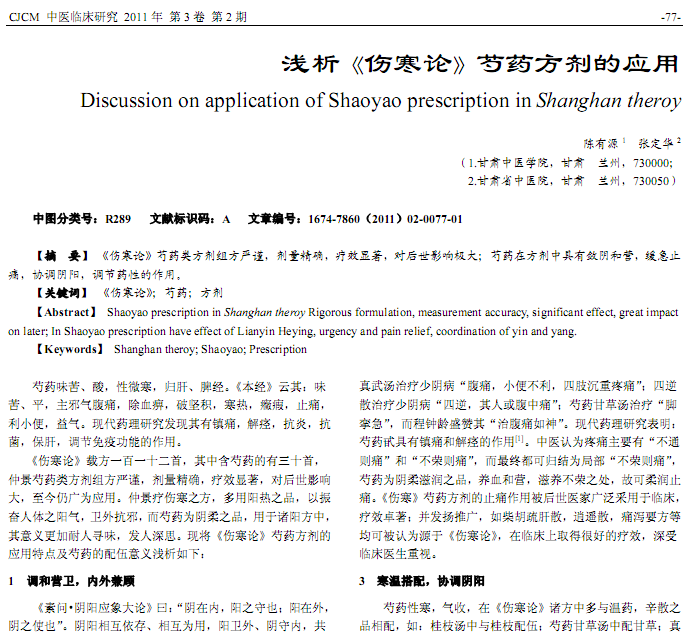 CJCM 中医临床研究 2011 年 第 3 卷 第 2 期 -77-
浅析《伤寒论》芍药方剂的应用
Discussion on application of Shaoyao prescription in Shanghan theroy
陈有源 1 张定华 2
(1.甘肃中医学院，甘肃 兰州，730000;
2.甘肃省中医院，甘肃 兰州，730050)
中图分类号：R289 文献标识码：A 文章编号：1674-7860（2011）02-0077-01
【摘 要】《伤寒论》芍药类方剂组方严谨，剂量精确，疗效显著，对后世影响极大；芍药在方剂中具有敛阴和营，缓急止
痛，协调阴阳，调节药性的作用。
【关键词】《伤寒论》；芍药；方剂
【Abstract】 Shaoyao prescription in Shanghan theroy Rigorous formulation, measurement accuracy, significant effect, great impact
on later; In Shaoyao prescription have effect of Lianyin Heying, urgency and pain relief, coordination of yin and yang.
【Keywords】 Shanghan theroy; Shaoyao; Prescription
芍药味苦、酸，性微寒，归肝、脾经。《本经》云其：味
苦、平，主邪气腹痛，除血痹，破坚积，寒热，癥瘕，止痛，
利小便，益气。现代药理研究发现其有镇痛，解痉，抗炎，抗
菌，保肝，调节免疫功能的作用。
《伤寒论》载方一百一十二首，其中含芍药的有三十首，
仲景芍药类方剂组方严谨，剂量精确，疗效显著，对后世影响
大，至今仍广为应用。仲景疗伤寒之方，多用阳热之品，以振
奋人体之阳气，卫外抗邪，而芍药为阴柔之品，用于诸阳方中，
其意义更加耐人寻味，发人深思。现将《伤寒论》芍药方剂的
应用特点及芍药的配伍意义浅析如下：
1 调和营卫，内外兼顾
《素问•阴阳应象大论》曰：“阴在内，阳之守也；阳在外，
阴之使也”。阴阳相互依存、相互为用，阳卫外、阴守内，共
真武汤治疗少阴病“腹痛，小便不利，四肢沉重疼痛”；四逆
散治疗少阴病“四逆，其人或腹中痛”；芍药甘草汤治疗“脚
挛急”，而程钟龄盛赞其“治腹痛如神”。现代药理研究表明：
芍药甙具有镇痛和解痉的作用[1]。中医认为疼痛主要有“不通
则痛”和“不荣则痛”，而最终都可归结为局部“不荣则痛”，
芍药为阴柔滋润之品，养血和营，滋养不荣之处，故可柔润止
痛。《伤寒》芍药方剂的止痛作用被后世医家广泛采用于临床，
疗效卓著；并发扬推广，如柴胡疏肝散，逍遥散，痛泻要方等
均可被认为源于《伤寒论》，在临床上取得很好的疗效，深受
临床医生重视。
3 寒温搭配，协调阴阳
芍药性寒，气收，在《伤寒论》诸方中多与温药，辛散之
品相配，如：桂枝汤中与桂枝配伍；芍药甘草汤中配甘草；真